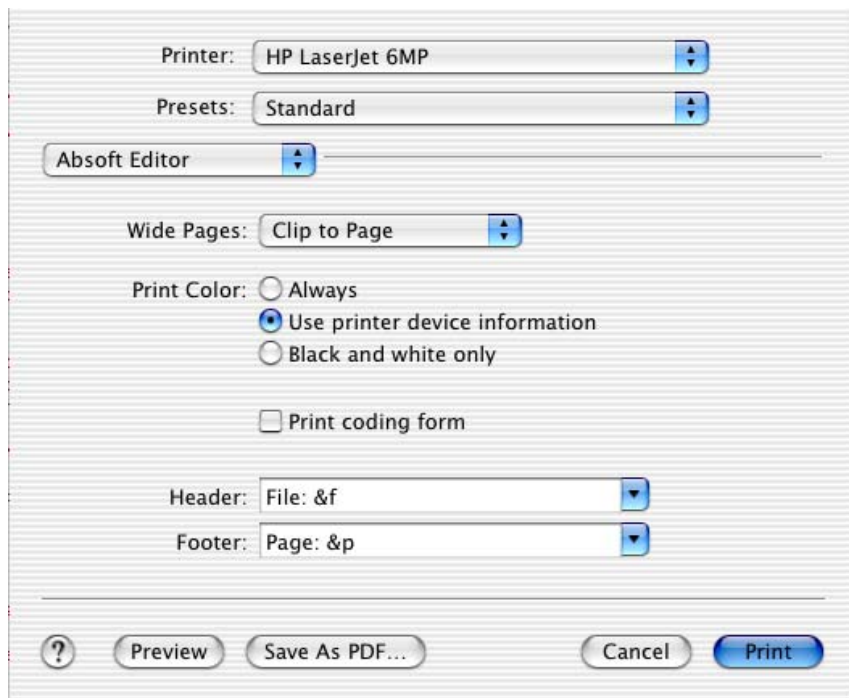 Printer: HP LaserJet 6MP
Presets: Standard
Absoft Editor
Wide Pages: Clip to Page
Print Color: Always
Use printer device information
Black and white only
Print coding form
Header: File: &f
Footer: Page: &p
? Preview Save As PDF... Cancel Print